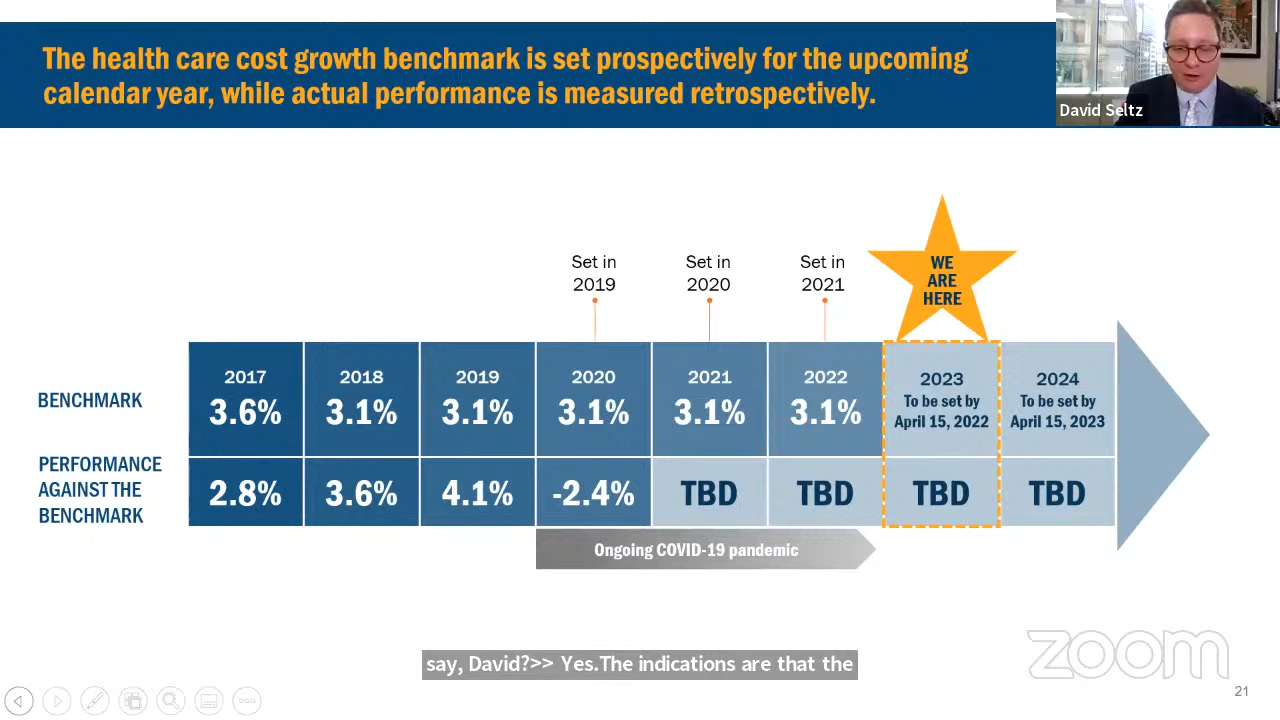 The health care cost growth benchmark is set prospectively for the upcoming
calendar year, while actual performance is measured retrospectively.
David Seltz
Set in
2019
Set in
2020
Set in
2021
WE
ARE
HERE
BENCHMARK
2017
3.6%
2018
3.1%
2019
3.1%
2020
3.1%
2021
3.1%
2022
3.1%
2023
To be set by
April 15, 2022
2024
To be set by
April 15, 2023
PERFORMANCE
AGAINST THE
BENCHMARK
2.8%
3.6%
4.1%
-2.4%
TBD
TBD
TBD
TBD
Ongoing COVID-19 pandemic
say, David?>> Yes.The indications are that the
zoom
21